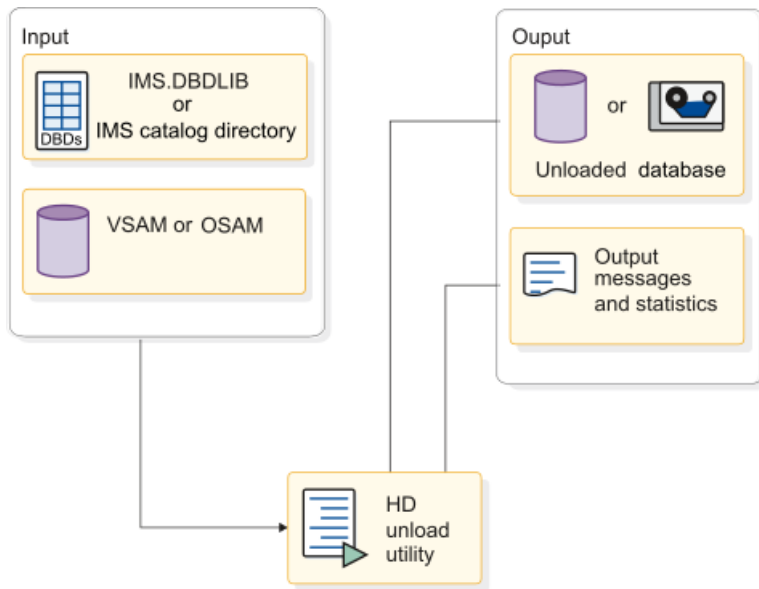 Input
IMS.DBDLIB
or
IMS catalog directory
DBDs
VSAM or OSAM
Ouput
or
Unloaded database
Output
messages
and statistics
HD
unload
utility